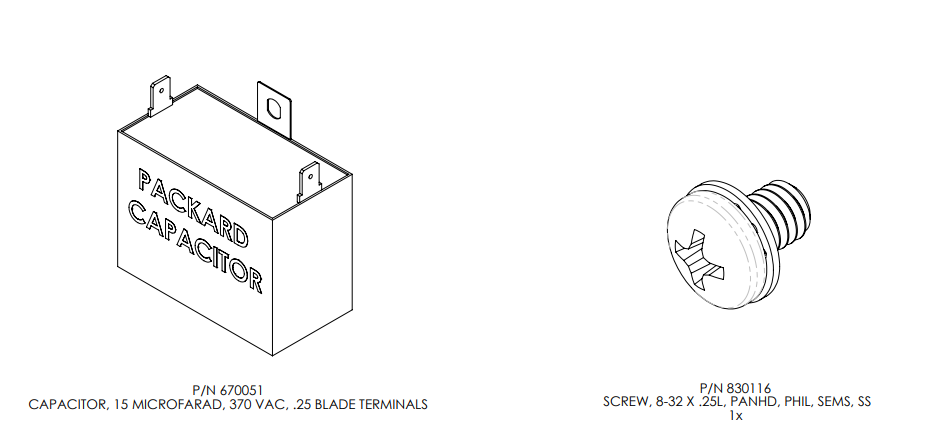 PACKARD
CAPACITOR
P/N 670051
CAPACITOR, 15 MICROFARAD, 370 VAC, .25 BLADE TERMINALS
P/N 830116
SCREW, 8-32 X .25L, PANHD, PHIL, SEMS, SS
1x